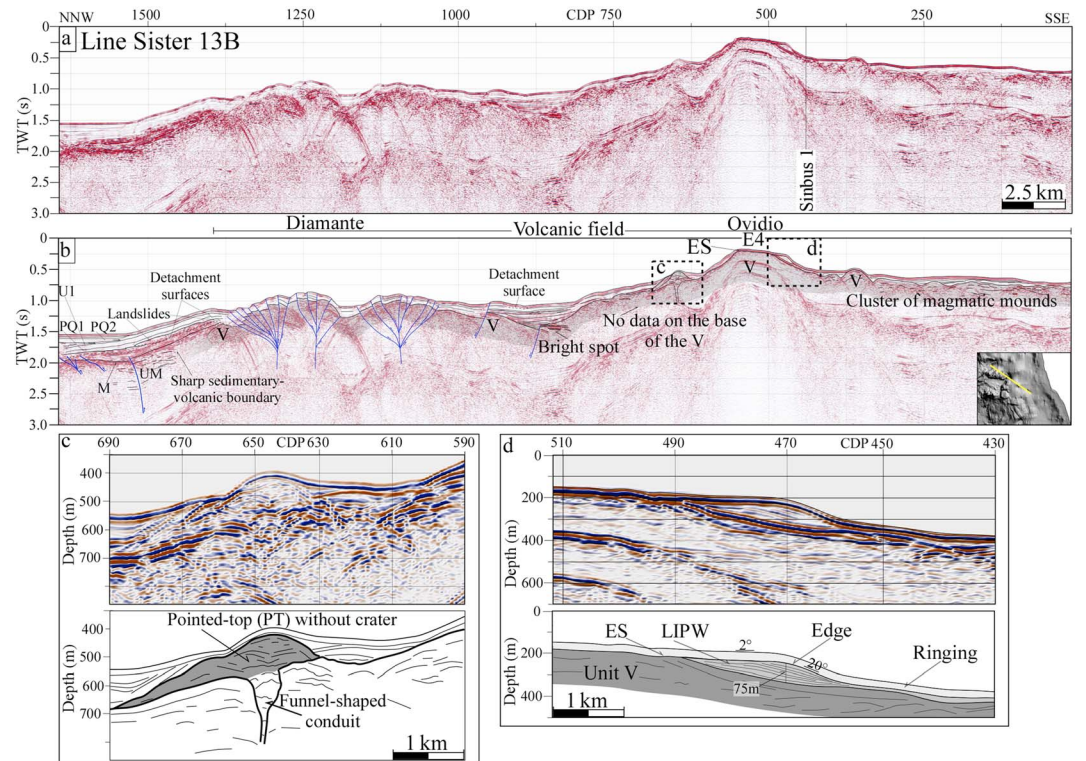 NNW 1500 1250 1000 CDP 750 500 250 SSE
a Line Sister 13B
0
0.5
1.0
1.5
2.0
2.5
3.0
TWT (s)
Sinbus 1
2.5 km
Diamante Volcanic field Ovidio
b
0
0.5
1.0
1.5
2.0
2.5
3.0
TWT (s)
ES E4
c
d
V
Detachment
surfaces
Landslides
U1
PQ1 PQ2
V
M
UM
Sharp sedimentary-
volcanic boundary
Detachment
surface
V
Bright spot
No data on the base
of the V
Cluster of magmatic mounds
c
690 670 650 CDP 630 610 590
400
500
600
700
Depth (m)
400
500
600
700
Depth (m)
Pointed-top (PT) without crater
Funnel-shaped
conduit
1 km
d
510 490 470 CDP 450 430
0
200
400
600
Depth (m)
0
200
400
Depth (m)
ES LIPW Edge
2°
20°
Ringing
Unit V
75m
1 km